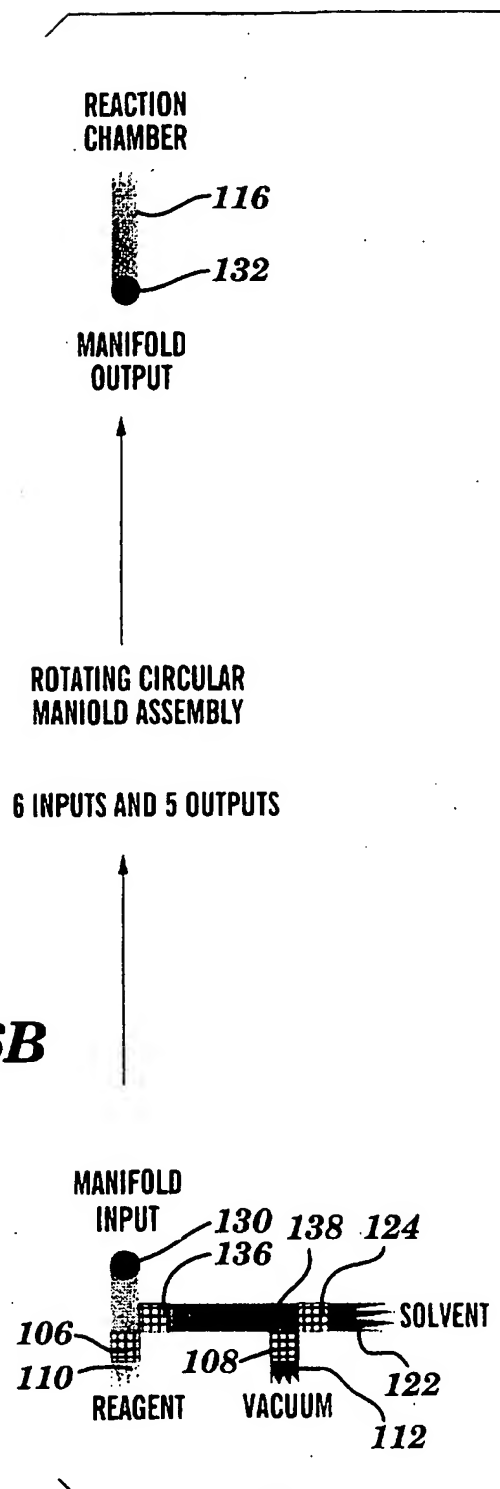 REACTION
CHAMBER
116
132
MANIFOLD
OUTPUT
ROTATING CIRCULAR
MANIOLD ASSEMBLY
6 INPUTS AND 5 OUTPUTS
MANIFOLD
INPUT
130 138 124
136
SOLVENT
106
108
122
110
REAGENT VACUUM
112